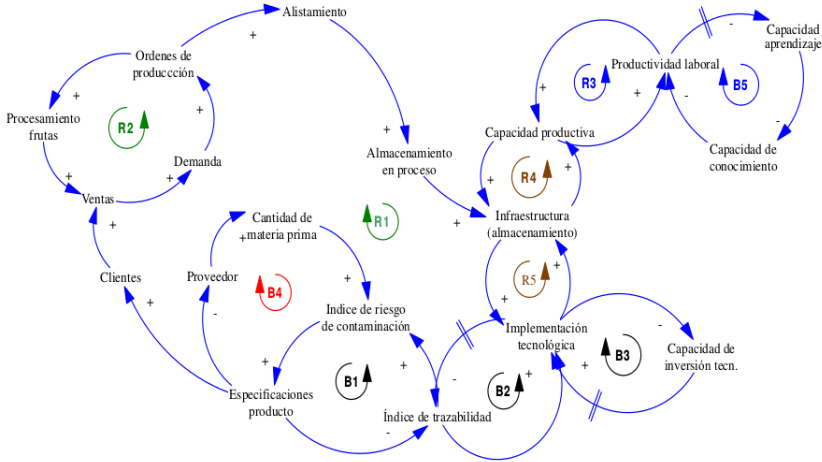 Alistamiento
+
Ordenes de
produccción
+
Procesamiento
frutas
R2
+
+
Demanda
+
+
Ventas
+
Almacenamiento
en proceso
Productividad laboral
Capacidad
aprendizaje
-
R3
B5
+
+
-
-
Capacidad productiva
Capacidad de
conocimiento
+
R4
+
Cantidad de
materia prima
R1
+
Infraestructura
(almacenamiento)
+
Clientes
+
Proveedor
B4
-
+
Indice de riesgo
de contaminación
R5
+
+
Implementación
tecnológica
-
Capacidad de
inversión tecn.
B3
+
+
B1
+
-
B2
+
Especificaciones
producto
-
Índice de trazabilidad